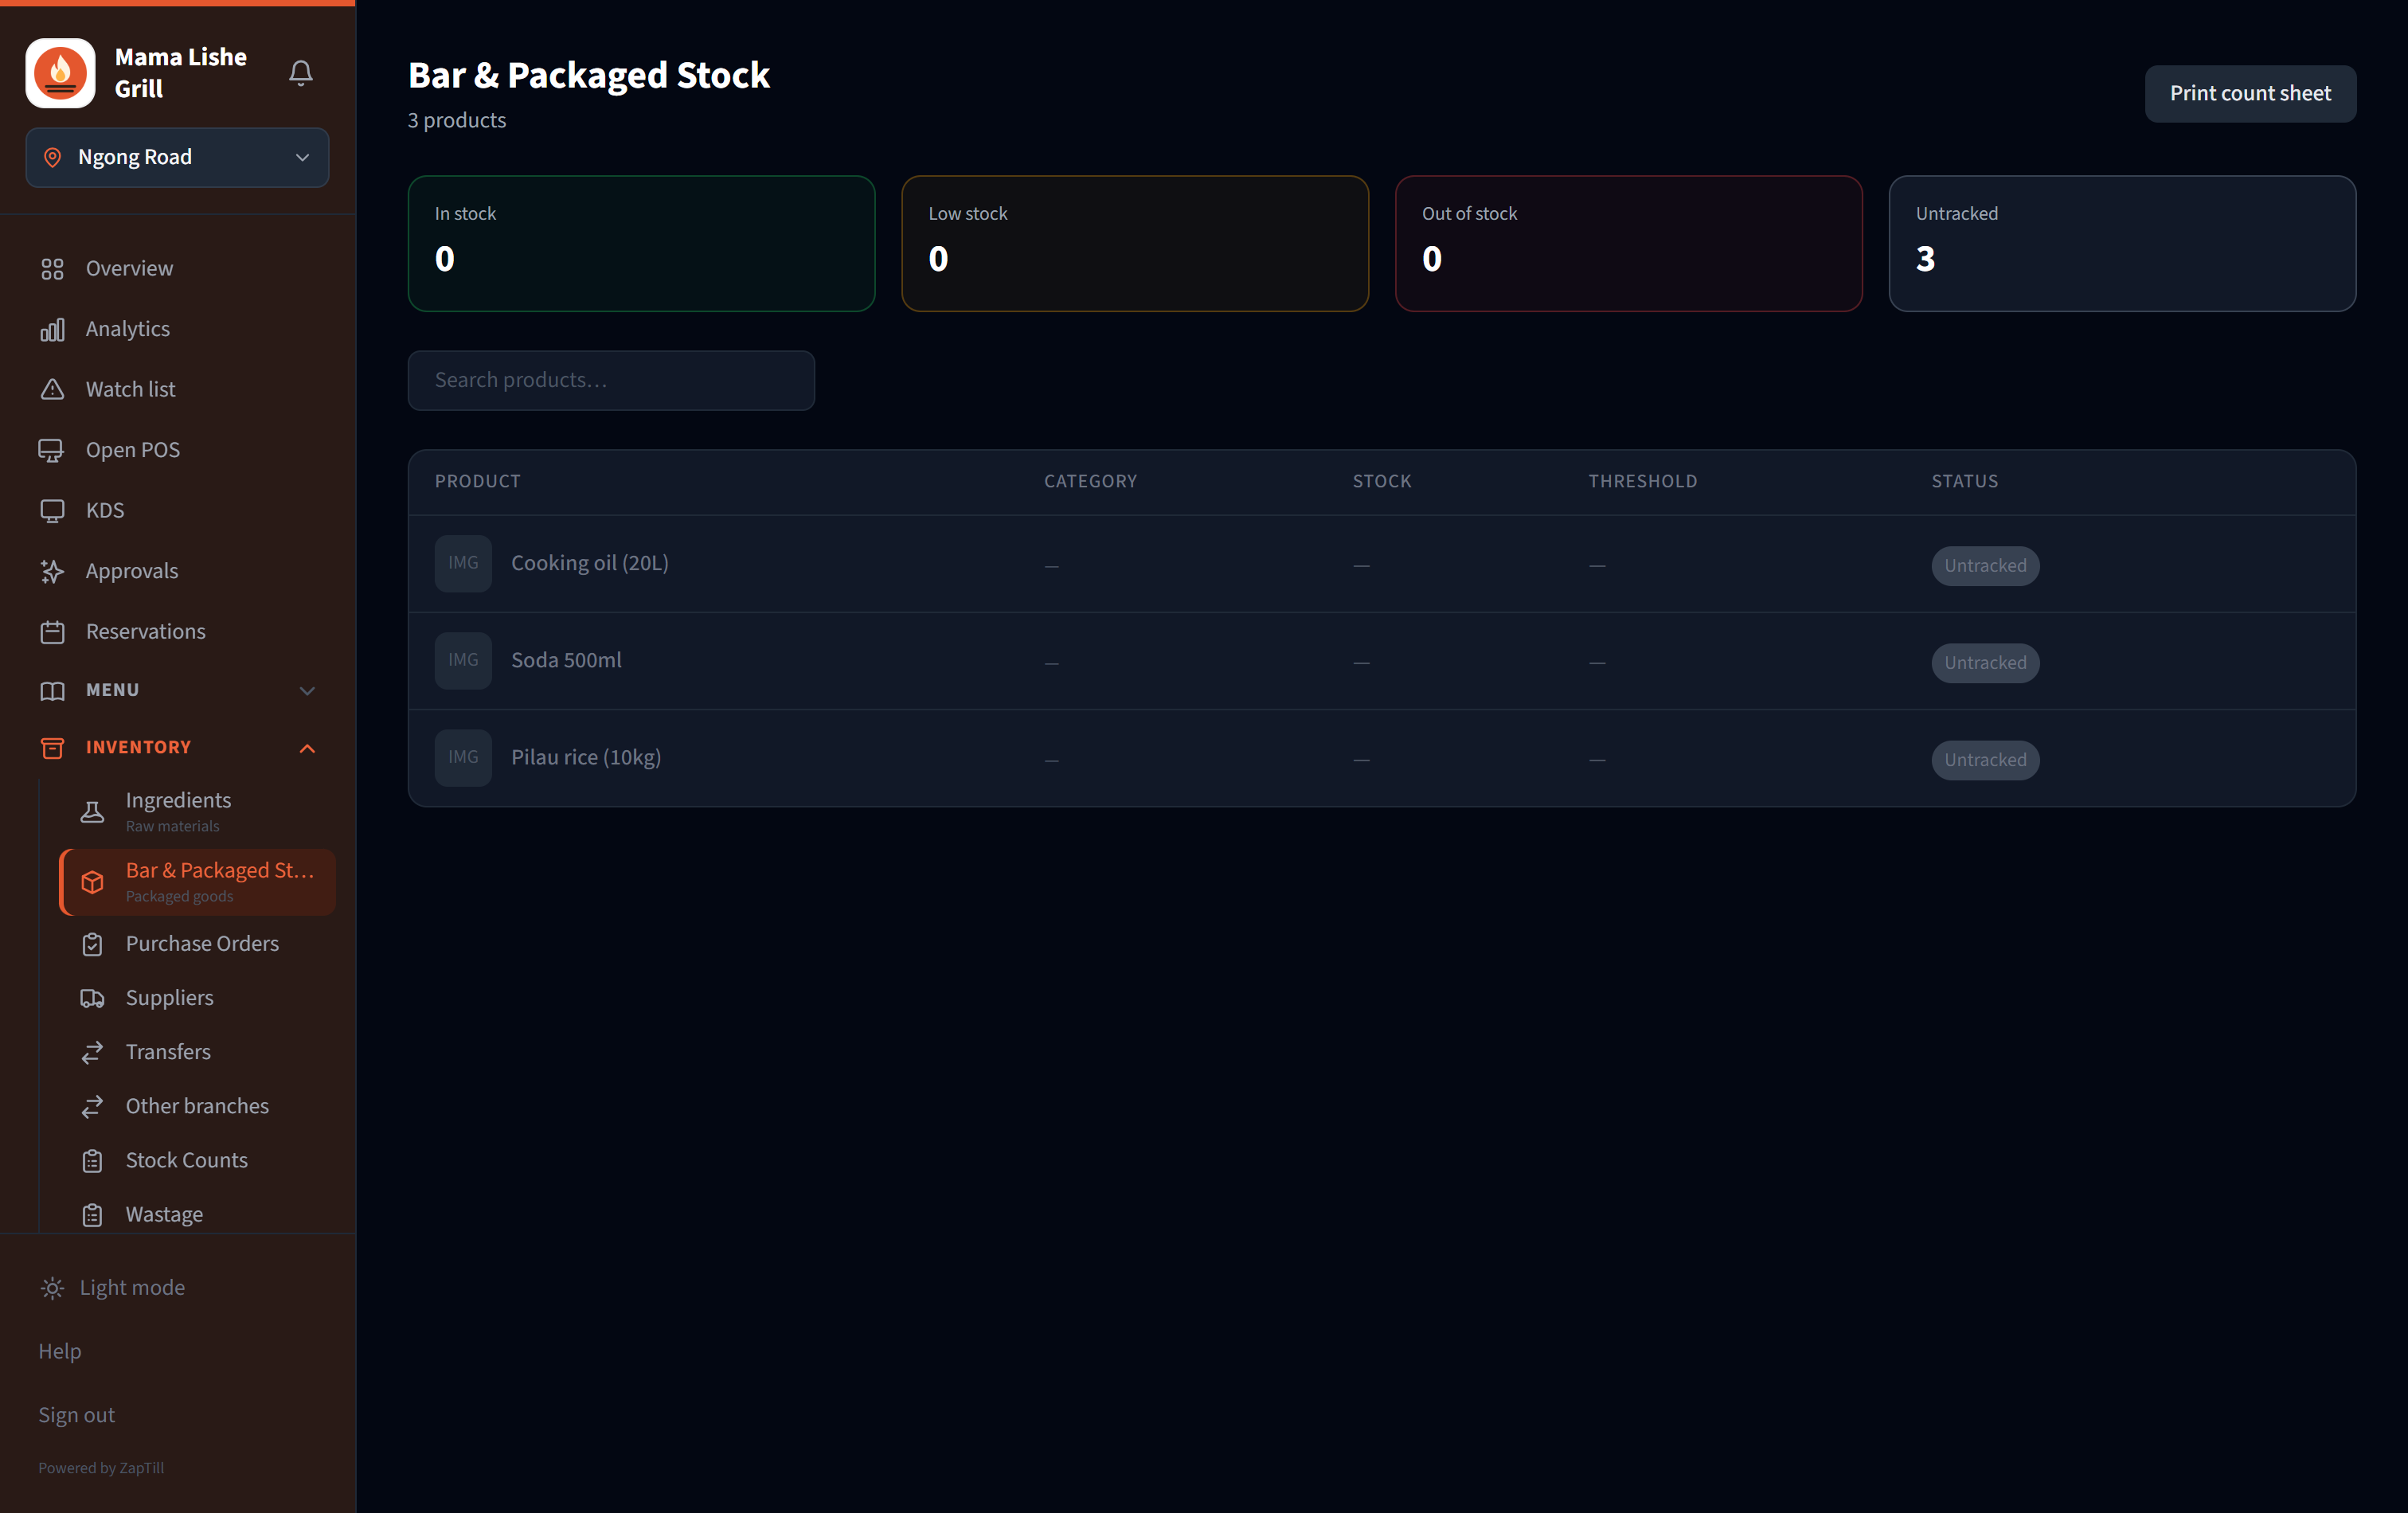 Mama Lishe
Grill
Ngong Road
Overview
Analytics
Watch list
Open POS
KDS
Approvals
Reservations
MENU
INVENTORY
Ingredients
Raw materials
Bar & Packaged St…
Packaged goods
Purchase Orders
Suppliers
Transfers
Other branches
Stock Counts
Wastage
Light mode
Help
Sign out
Powered by ZapTill
Bar & Packaged Stock
3 products
Print count sheet
In stock
0
Low stock
0
Out of stock
0
Untracked
3
Search products…
PRODUCT CATEGORY STOCK THRESHOLD STATUS
IMG Cooking oil (20L) — — — Untracked
IMG Soda 500ml — — — Untracked
IMG Pilau rice (10kg) — — — Untracked